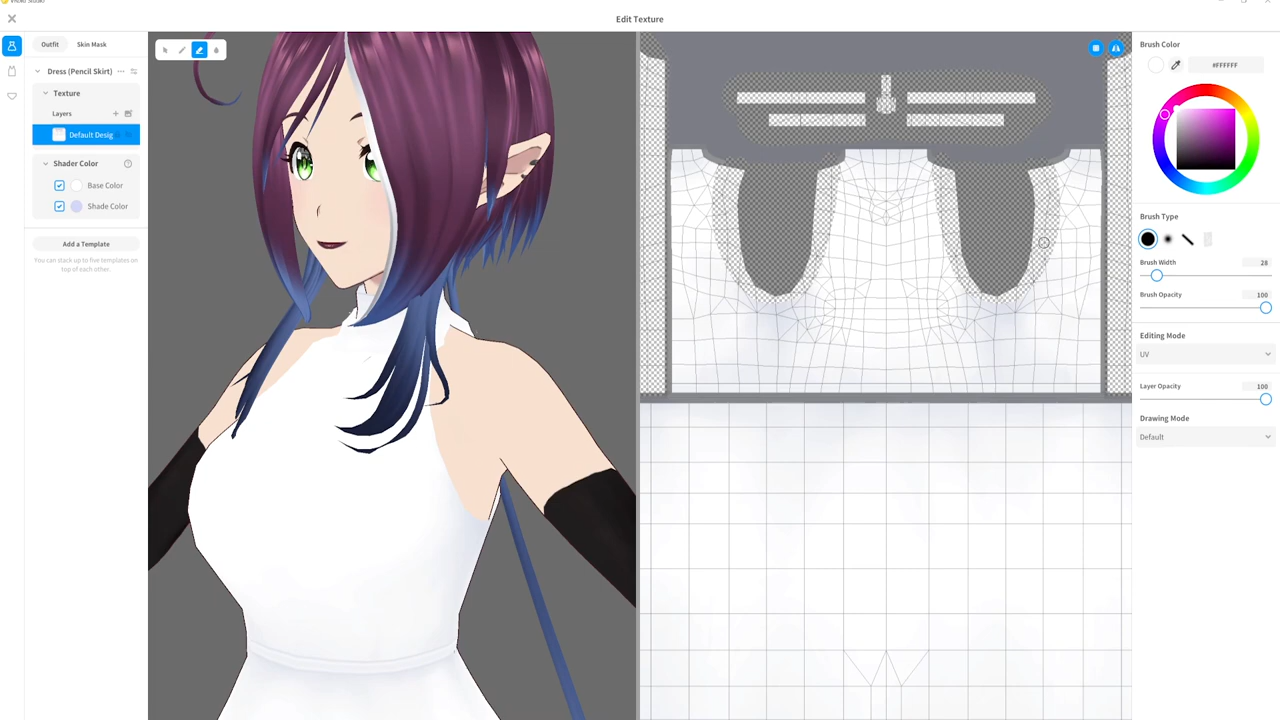 VRoid Studio
Edit Texture
Outfit
Skin Mask
Dress (Pencil Skirt)
Texture
Layers
Default Desig
Shader Color
Base Color
Shade Color
Add a Template
You can stack up to five templates on
top of each other.
Brush Color
#FFFFFF
Brush Type
Brush Width
28
Brush Opacity
100
Editing Mode
UV
Layer Opacity
100
Drawing Mode
Default